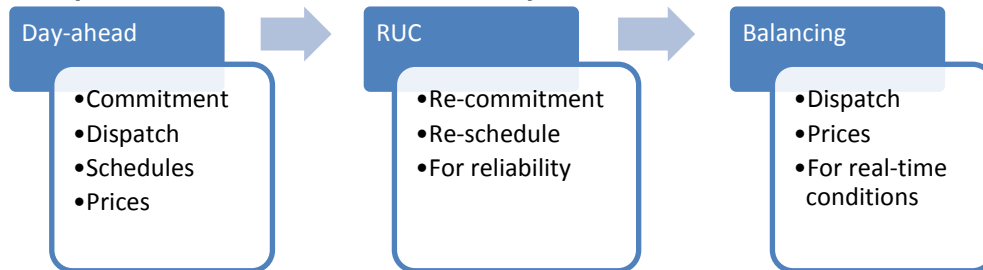 Day-ahead
•Commitment
•Dispatch
•Schedules
•Prices
RUC
•Re-commitment
•Re-schedule
•For reliability
Balancing
•Dispatch
•Prices
•For real-time
conditions